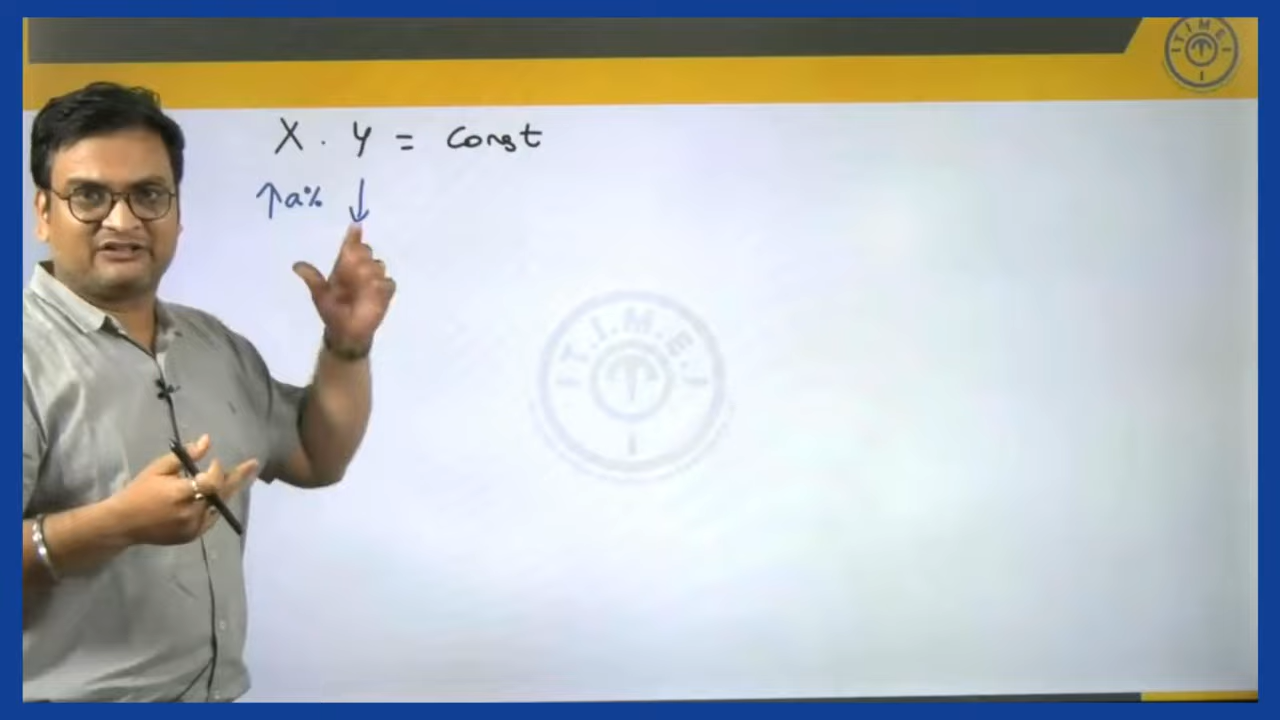 T.I.M.E.
X . y = const
↑a% ↓
T.I.M.E.